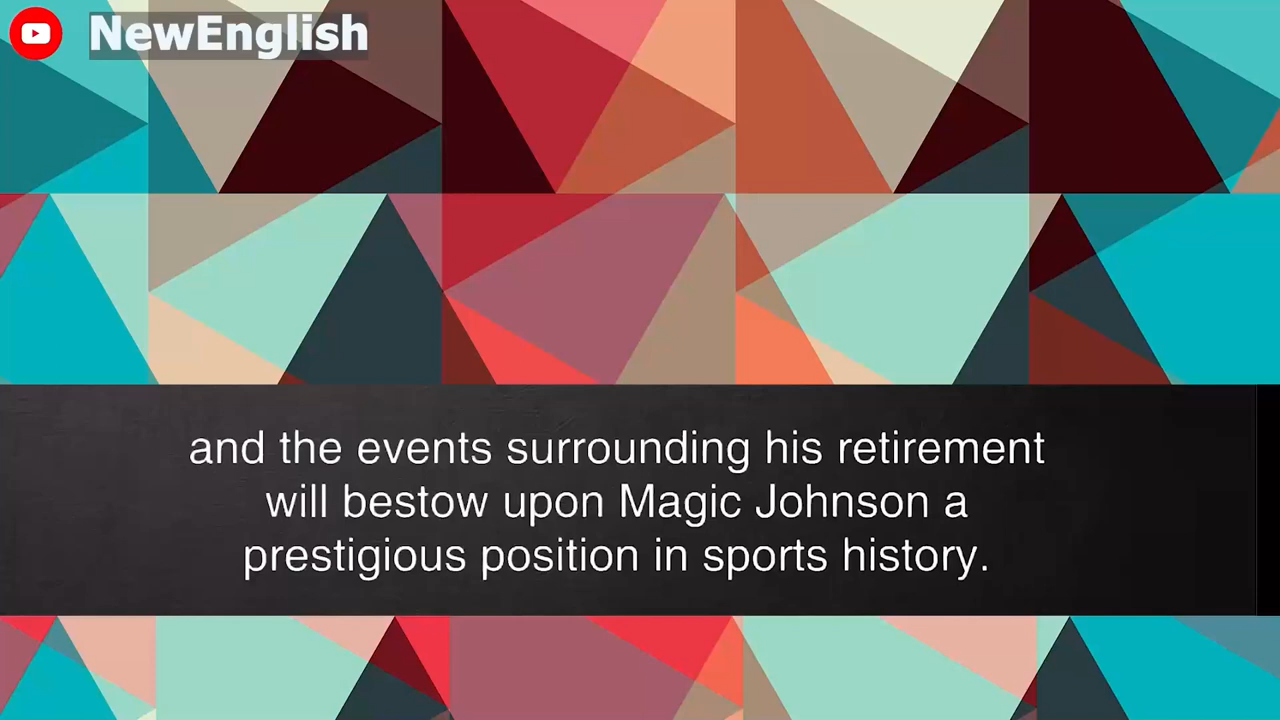 NewEnglish
and the events surrounding his retirement
will bestow upon Magic Johnson a
prestigious position in sports history.